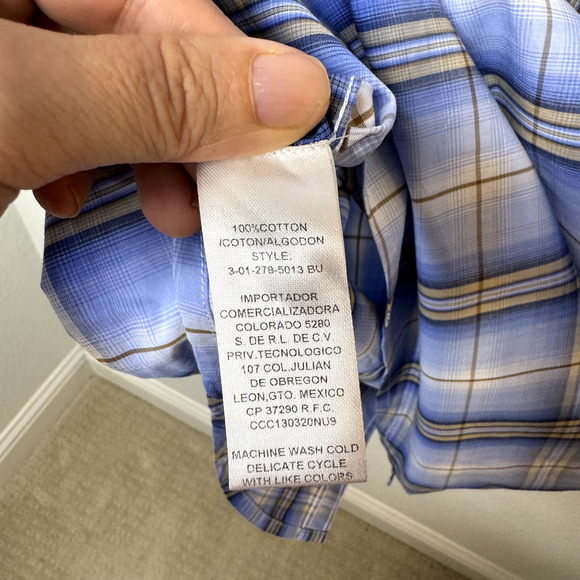 100%COTTON
/COTON/ALGODON
STYLE:
3-01-278-5013 BU
IMPORTADOR
COMERCIALIZADORA
COLORADO 5280
S. DE R.L. DE C.V.
PRIV.TECNOLOGICO
107 COL.JULIAN
DE OBREGON
LEON,GTO. MEXICO
CP 37290 R.F.C.
CCC130320NU9
MACHINE WASH COLD
DELICATE CYCLE
WITH LIKE COLORS